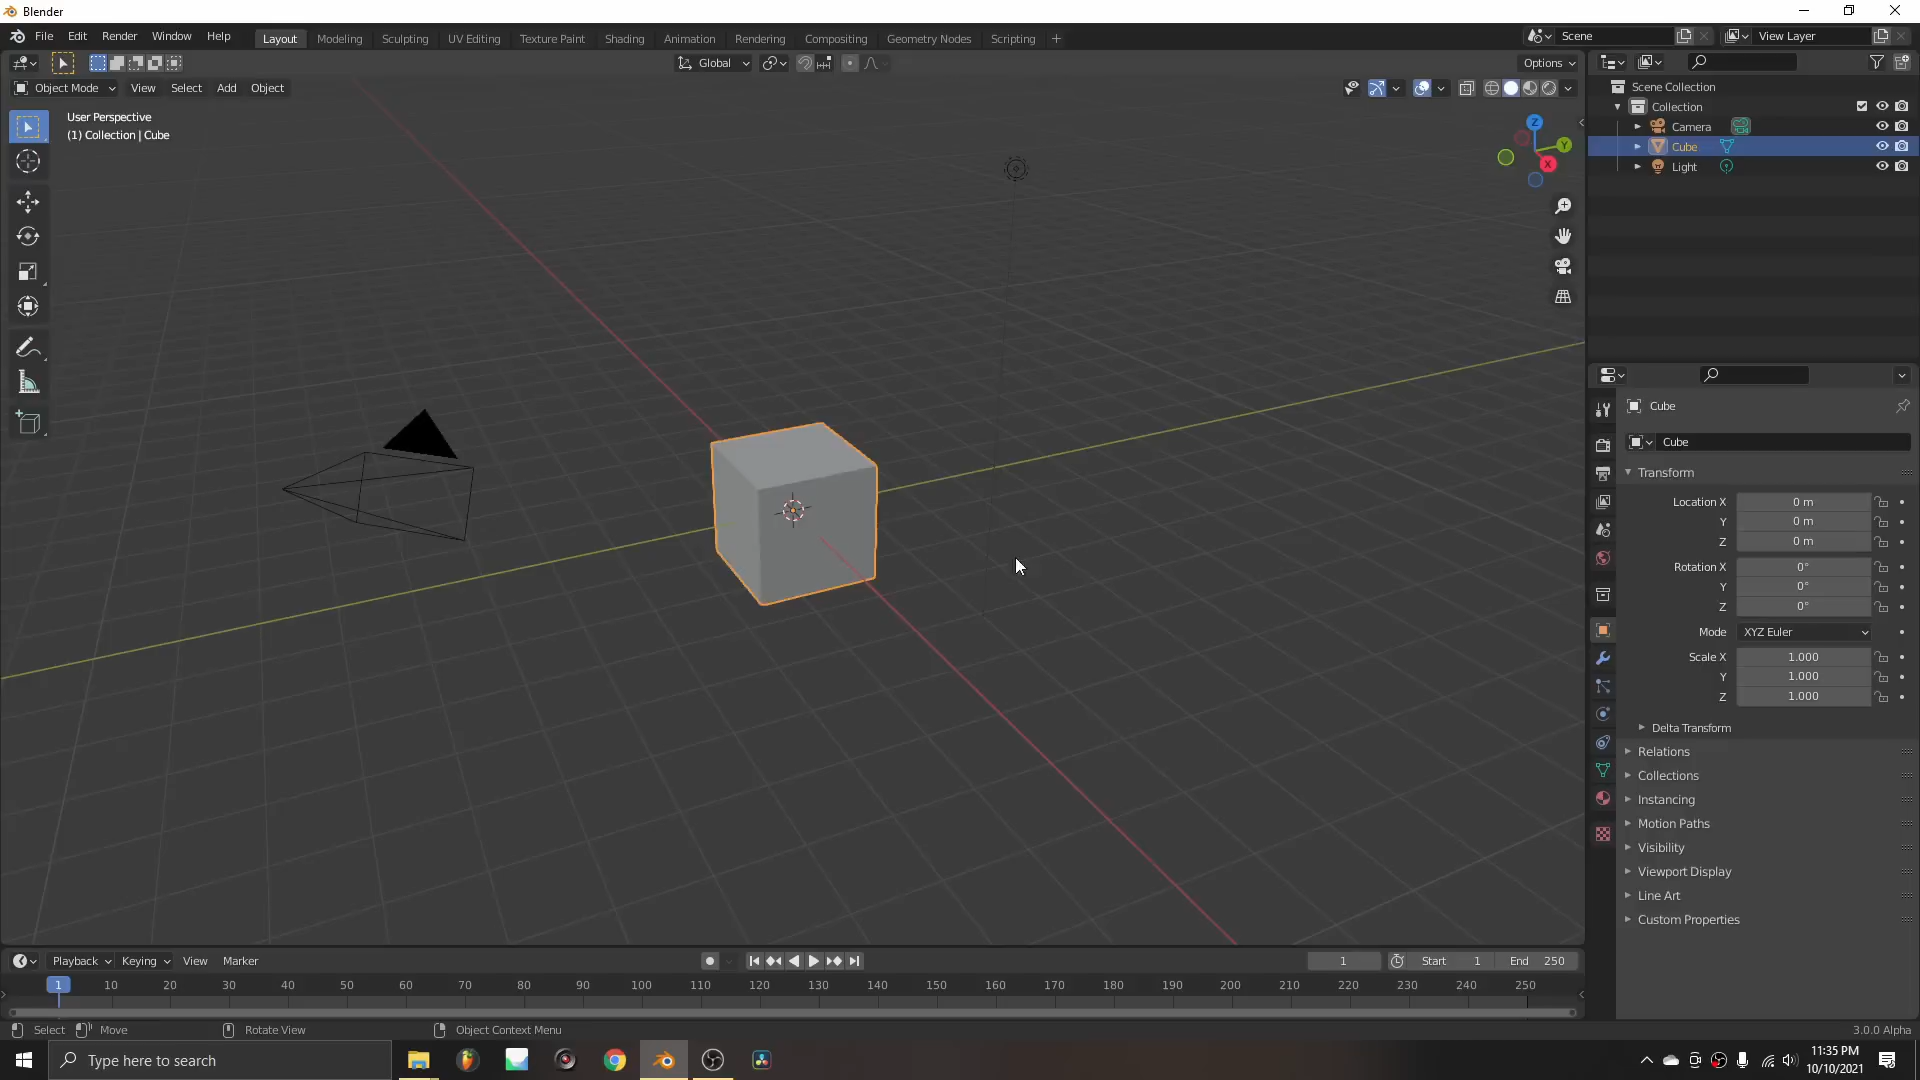 Blender
File Edit Render Window Help
Layout Modeling Sculpting UV Editing Texture Paint Shading Animation Rendering Compositing Geometry Nodes Scripting +
Scene
View Layer
Global
Options
Object Mode View Select Add Object
User Perspective
(1) Collection | Cube
Z
Y
X
Scene Collection
Collection
Camera
Cube
Light
Cube
Cube
Transform
Location X 0 m
Y 0 m
Z 0 m
Rotation X 0°
Y 0°
Z 0°
Mode XYZ Euler
Scale X 1.000
Y 1.000
Z 1.000
Delta Transform
Relations
Collections
Instancing
Motion Paths
Visibility
Viewport Display
Line Art
Custom Properties
Playback Keying View Marker
1
Start 1
End 250
1 10 20 30 40 50 60 70 80 90 100 110 120 130 140 150 160 170 180 190 200 210 220 230 240 250
Select Move Rotate View Object Context Menu
3.0.0 Alpha
Type here to search
11:35 PM
10/10/2021